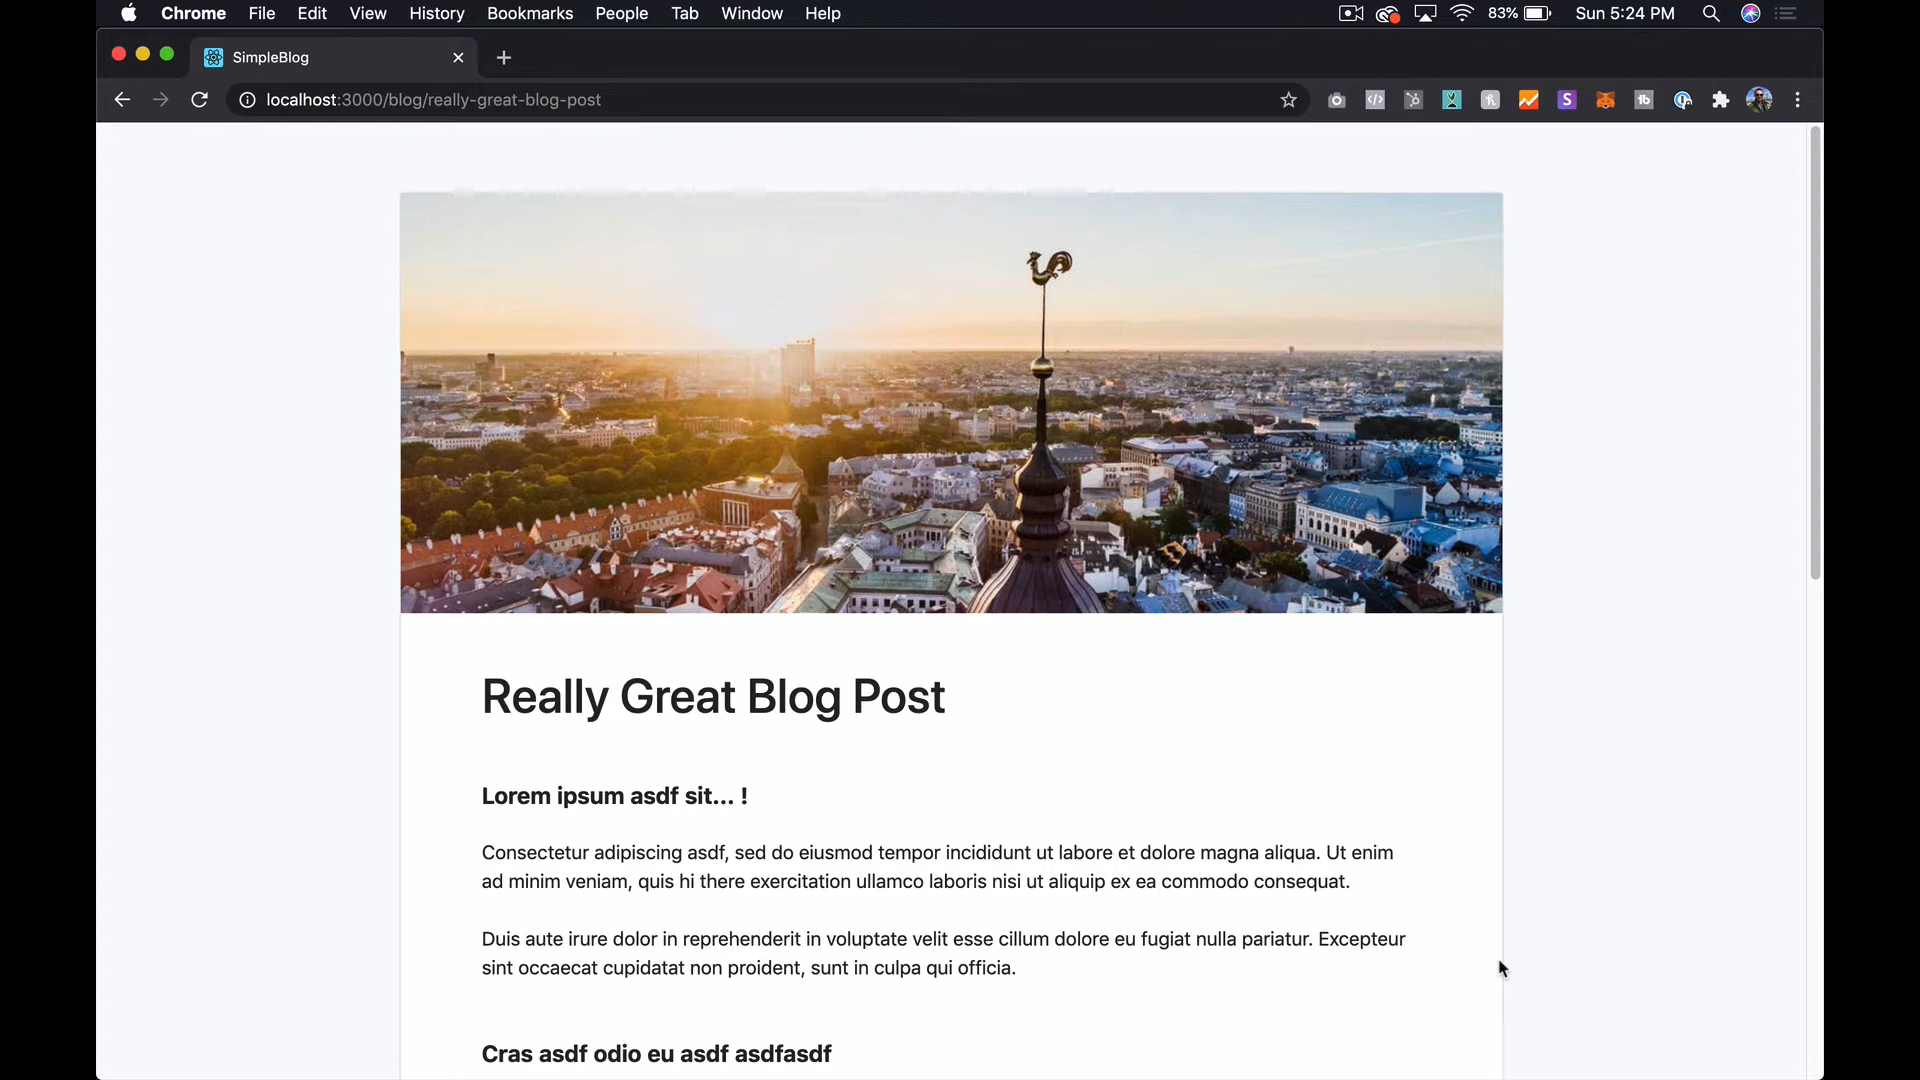 Chrome File Edit View History Bookmarks People Tab Window Help 83% Sun 5:24 PM
SimpleBlog
localhost:3000/blog/really-great-blog-post
Really Great Blog Post
Lorem ipsum asdf sit... !
Consectetur adipiscing asdf, sed do eiusmod tempor incididunt ut labore et dolore magna aliqua. Ut enim
ad minim veniam, quis hi there exercitation ullamco laboris nisi ut aliquip ex ea commodo consequat.
Duis aute irure dolor in reprehenderit in voluptate velit esse cillum dolore eu fugiat nulla pariatur. Excepteur
sint occaecat cupidatat non proident, sunt in culpa qui officia.
Cras asdf odio eu asdf asdfasdf